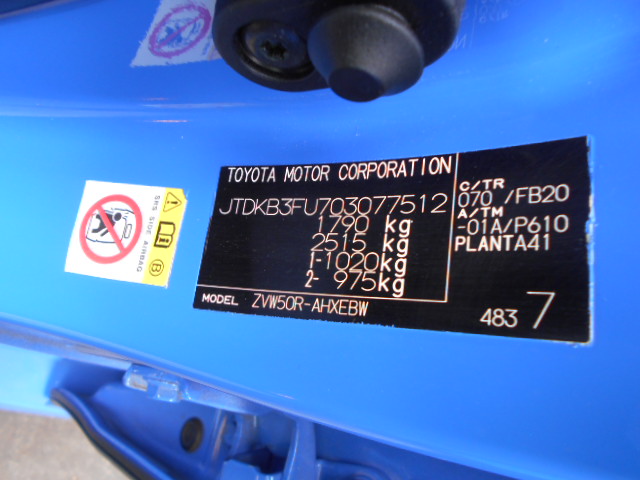 TOYOTA MOTOR CORPORATION
JTDKB3FU703077512
1790 kg
2515 kg
1-1020kg
2- 975kg
MODEL ZVW50R-AHXEBW
C/TR
070 /FB20
A/TM
-01A/P610
PLANTA41
483 7
SRS
SIDE AIRBAG
B